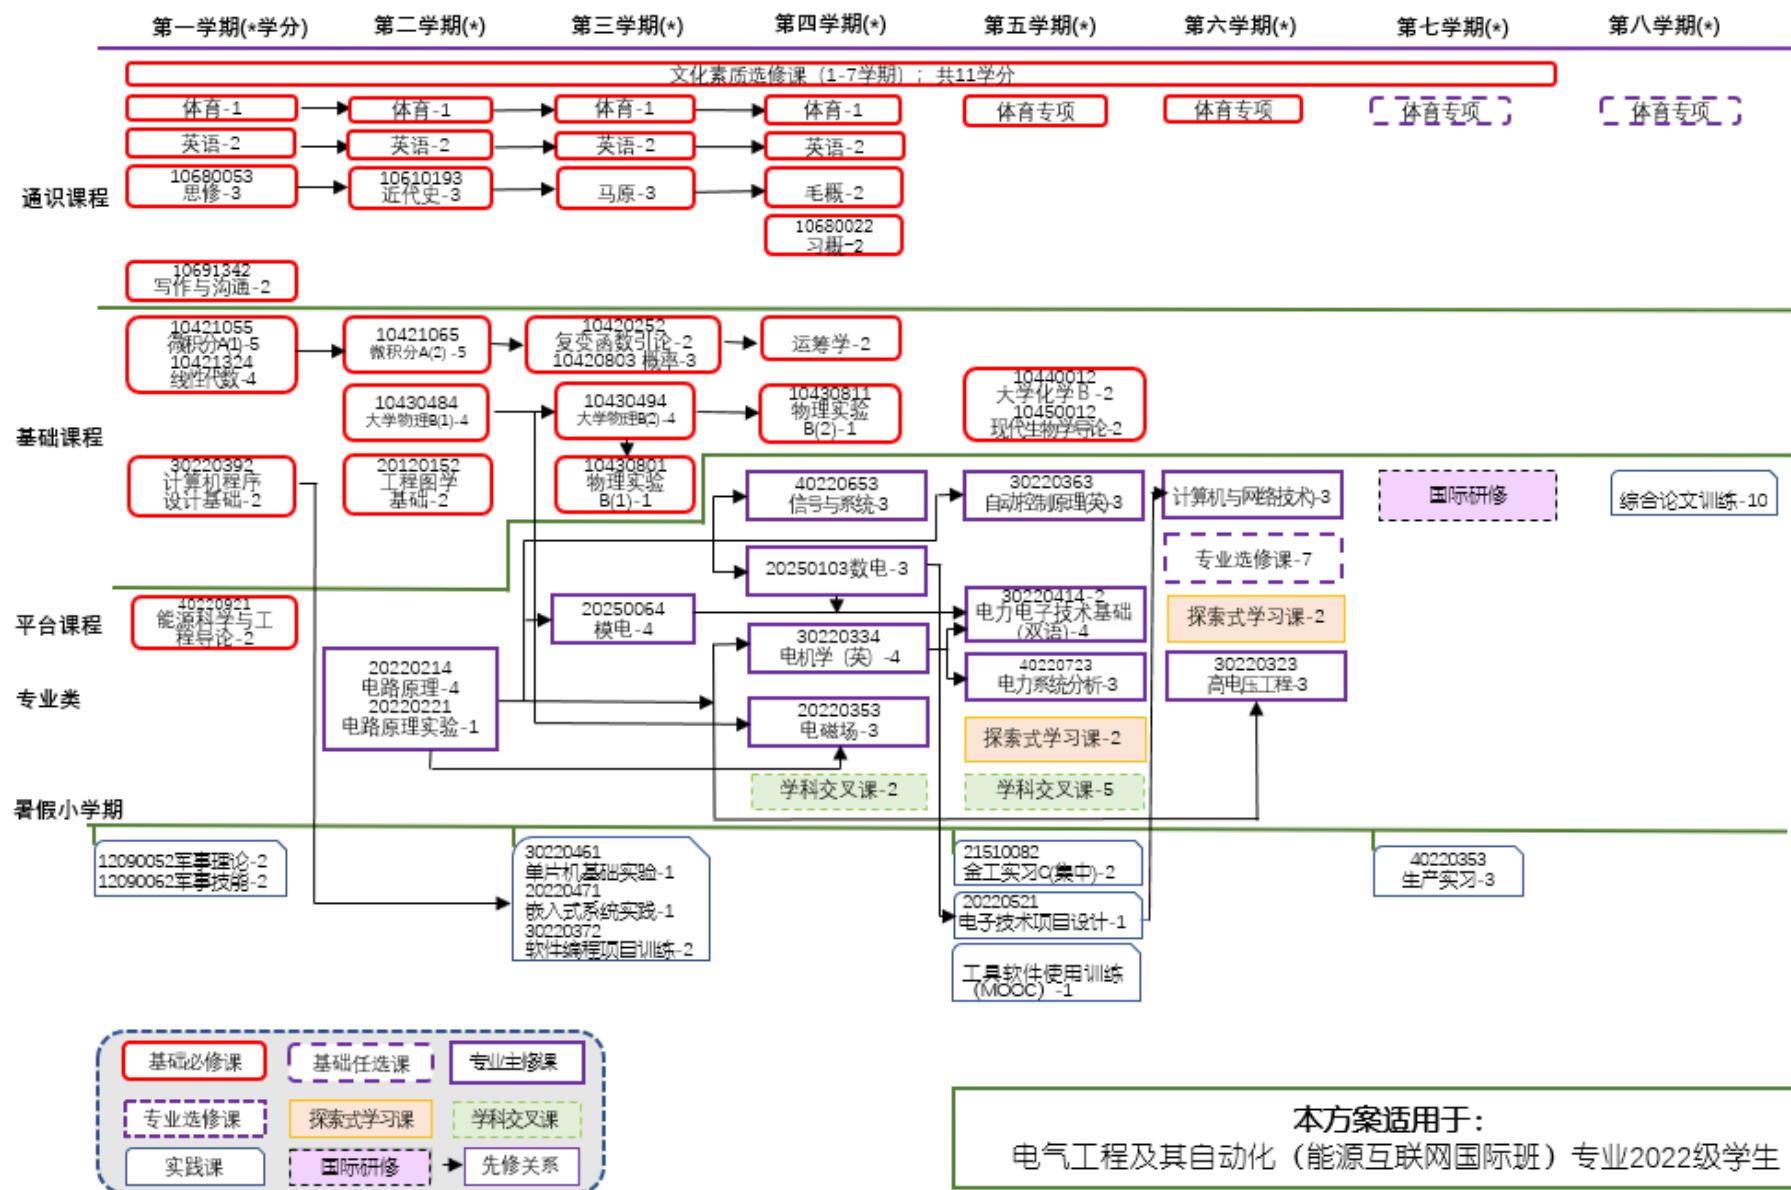 第一学期(*学分)
第二学期(*)
第三学期(*)
第四学期(*)
第五学期(*)
第六学期(*)
第七学期(*)
第八学期(*)
文化素质选修课（1-7学期）；共11学分
体育-1
体育-1
体育-1
体育-1
体育专项
体育专项
体育专项
体育专项
英语-2
英语-2
英语-2
英语-2
通识课程
10680053
思修-3
10610193
近代史-3
马原-3
毛概-2
10680022
习概-2
10691342
写作与沟通-2
基础课程
10421055
微积分A(1)-5
10421324
线性代数-4
10421065
微积分A(2) -5
10420252
复变函数引论-2
10420803 概率-3
运筹学-2
10430484
大学物理B(1)-4
10430494
大学物理B(2)-4
10430811
物理实验
B(2)-1
10440012
大学化学Ｂ-2
10450012
现代生物学导论-2
30220392
计算机程序
设计基础-2
20120152
工程图学
基础-2
10430801
物理实验
B(1)-1
40220653
信号与系统-3
30220363
自动控制原理(英)-3
计算机与网络技术-3
国际研修
综合论文训练-10
20250103数电-3
专业选修课-7
平台课程
40220921
能源科学与工
程导论-2
20250064
模电-4
30220414-2
电力电子技术基础
(双语)-4
探索式学习课-2
30220334
电机学（英）-4
专业类
20220214
电路原理-4
20220221
电路原理实验-1
40220723
电力系统分析-3
30220323
高电压工程-3
20220353
电磁场-3
探索式学习课-2
学科交叉课-2
学科交叉课-5
暑假小学期
12090052军事理论-2
12090062军事技能-2
30220461
单片机基础实验-1
20220471
嵌入式系统实践-1
30220372
软件编程项目训练-2
21510082
金工实习C(集中)-2
20220521
电子技术项目设计-1
工具软件使用训练
（MOOC）-1
40220353
生产实习-3
基础必修课
基础任选课
专业主修课
专业选修课
探索式学习课
学科交叉课
实践课
国际研修
先修关系
本方案适用于：
电气工程及其自动化（能源互联网国际班）专业2022级学生